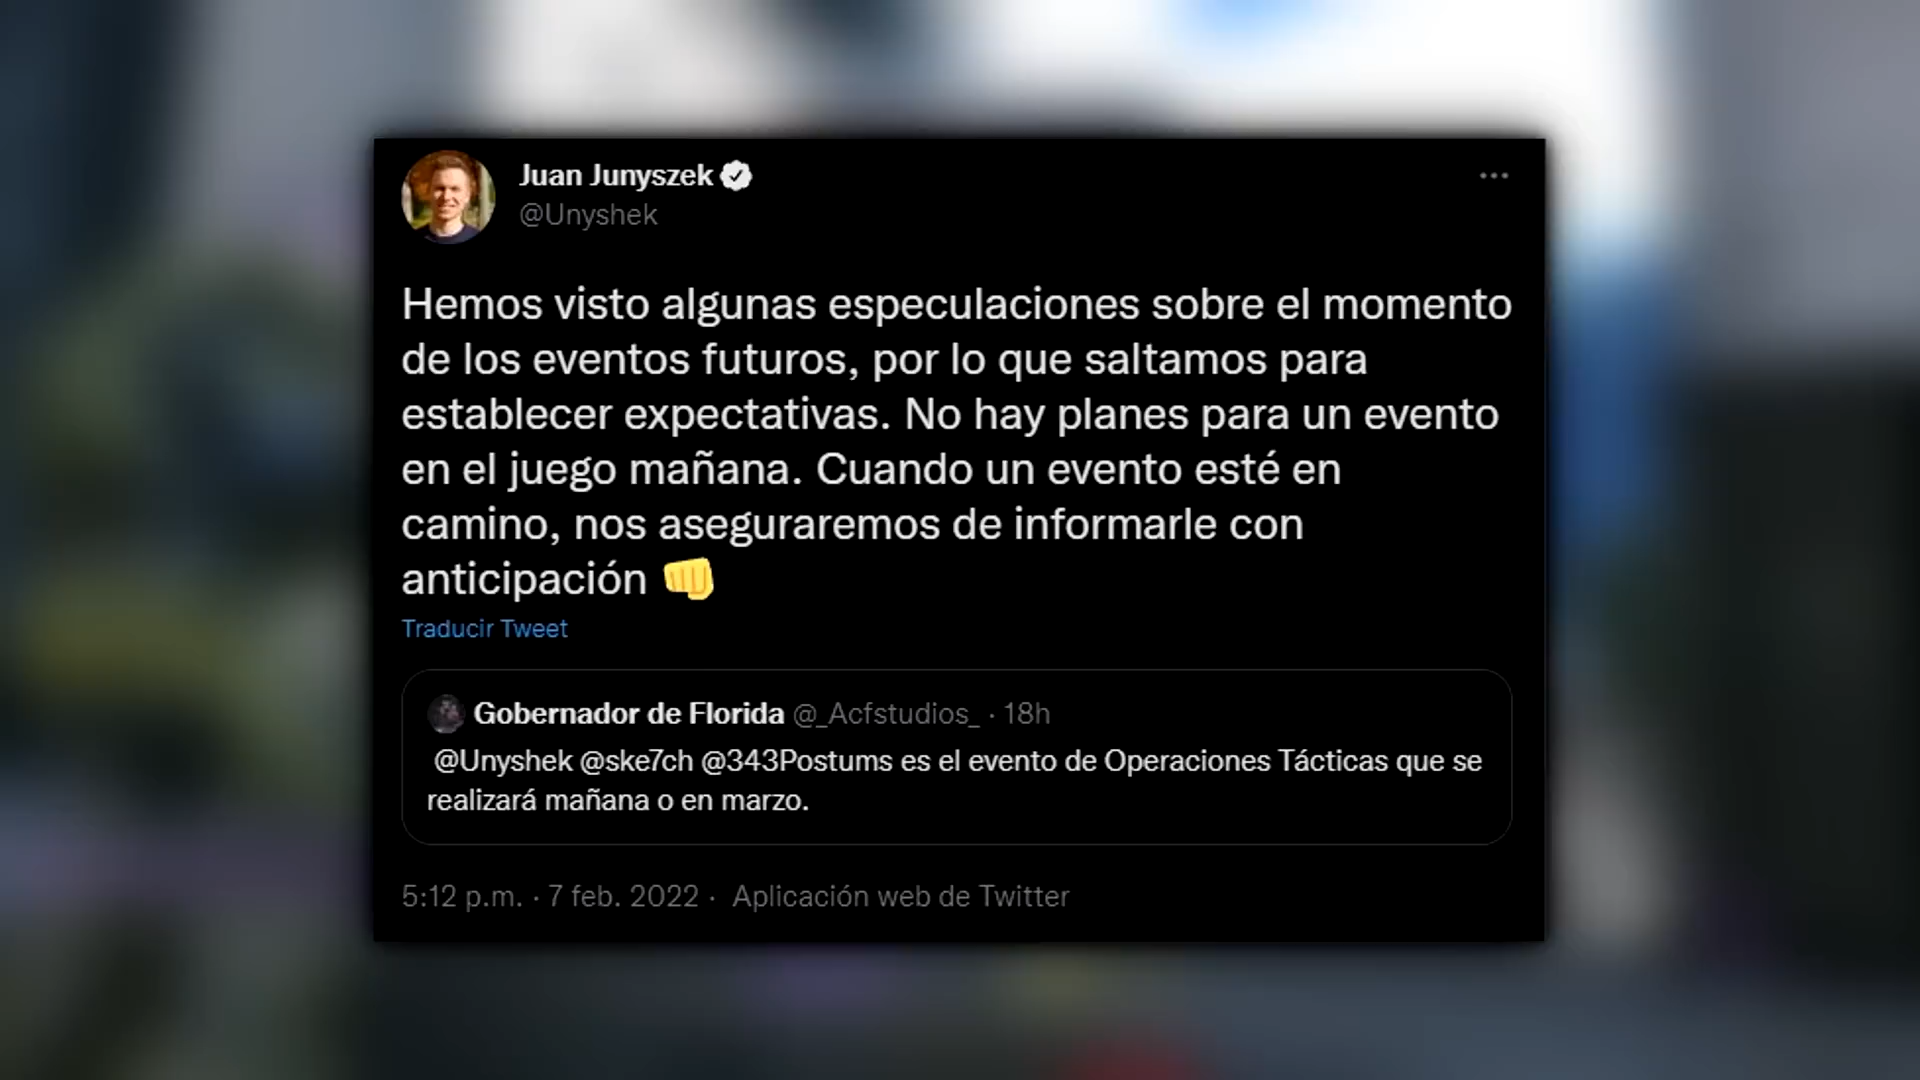 Juan Junyszek
@Unyshek
Hemos visto algunas especulaciones sobre el momento
de los eventos futuros, por lo que saltamos para
establecer expectativas. No hay planes para un evento
en el juego mañana. Cuando un evento esté en
camino, nos aseguraremos de informarle con
anticipación 👊
Traducir Tweet
Gobernador de Florida @_Acfstudios_ · 18h
@Unyshek @ske7ch @343Postums es el evento de Operaciones Tácticas que se
realizará mañana o en marzo.
5:12 p.m. · 7 feb. 2022 · Aplicación web de Twitter